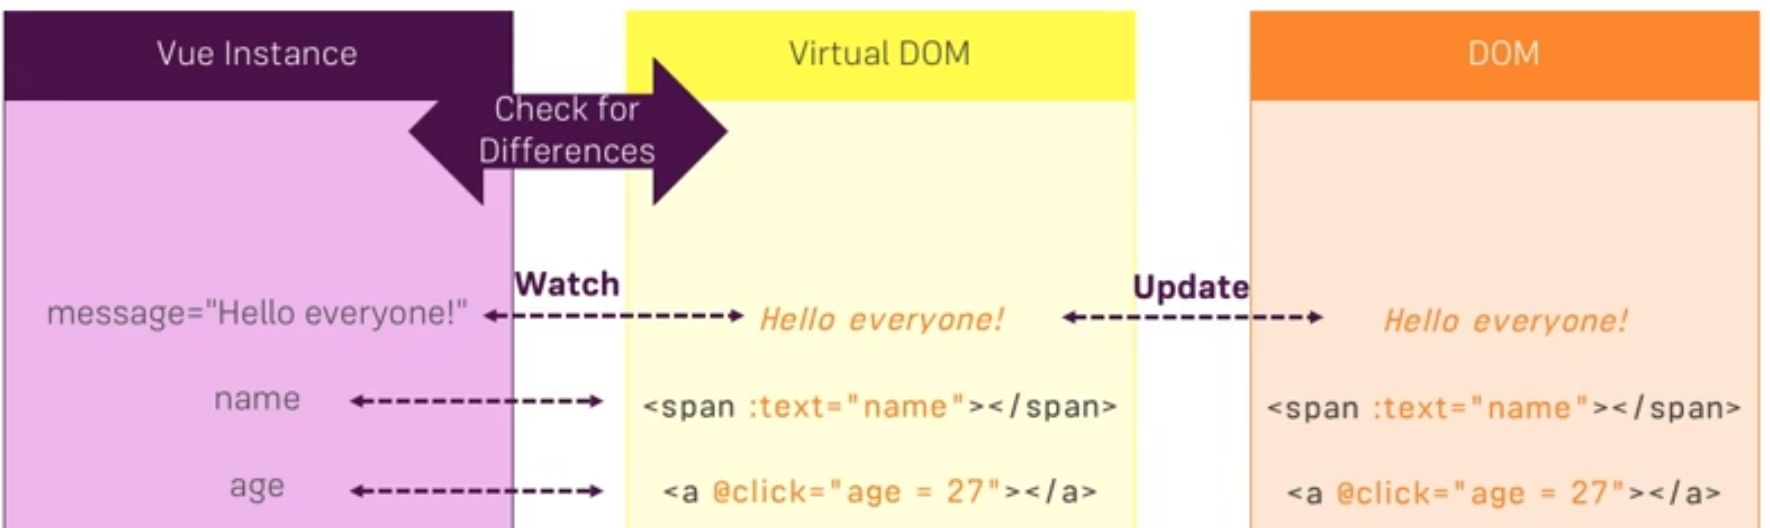 Vue Instance
Virtual DOM
DOM
Check for
Differences
Watch
Update
message="Hello everyone!"
Hello everyone!
Hello everyone!
name
<span :text="name"></span>
<span :text="name"></span>
age
<a @click="age = 27"></a>
<a @click="age = 27"></a>